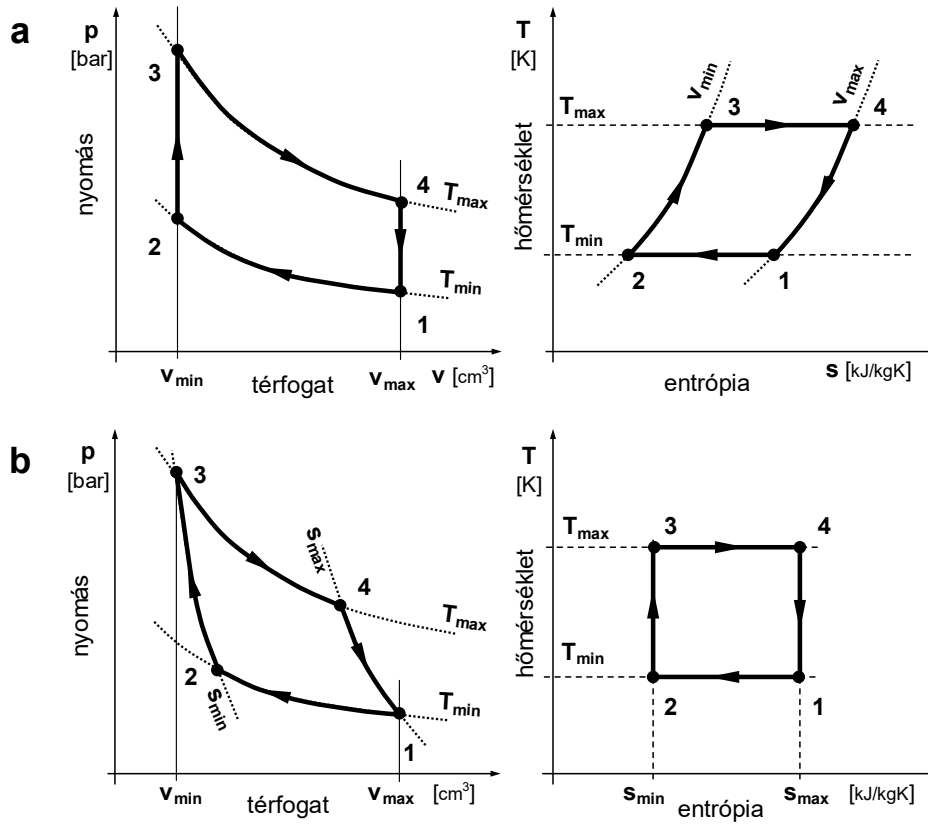 a
p
[bar]
nyomás
3
2
4
1
Tmax
Tmin
vmin
térfogat
vmax
v [cm³]
T
[K]
hőmérséklet
Tmax
Tmin
vmin
vmax
3
4
2
1
entrópia
s [kJ/kgK]
b
p
[bar]
nyomás
3
smax
4
Tmax
2
smin
Tmin
1
vmin
térfogat
vmax
[cm³]
T
[K]
hőmérséklet
Tmax
Tmin
3
4
2
1
smin
entrópia
smax
[kJ/kgK]